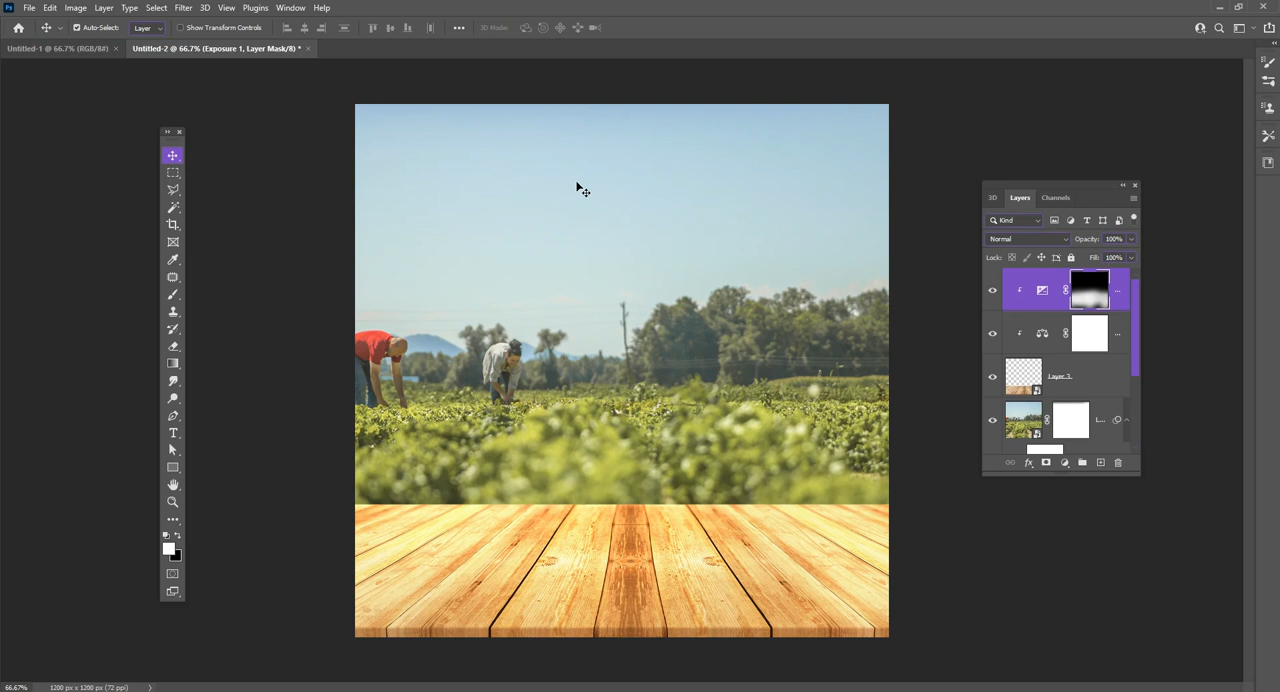 Ps File Edit Image Layer Type Select Filter 3D View Plugins Window Help
Auto-Select: Layer Show Transform Controls 3D Mode:
Untitled-1 @ 66.7% (RGB/8#) × Untitled-2 @ 66.7% (Exposure 1, Layer Mask/8) * ×
3D Layers Channels
Kind
Normal Opacity: 100%
Lock: Fill: 100%
...
...
Layer 3
L...
fx
66.67% 1200 px x 1200 px (72 ppi)